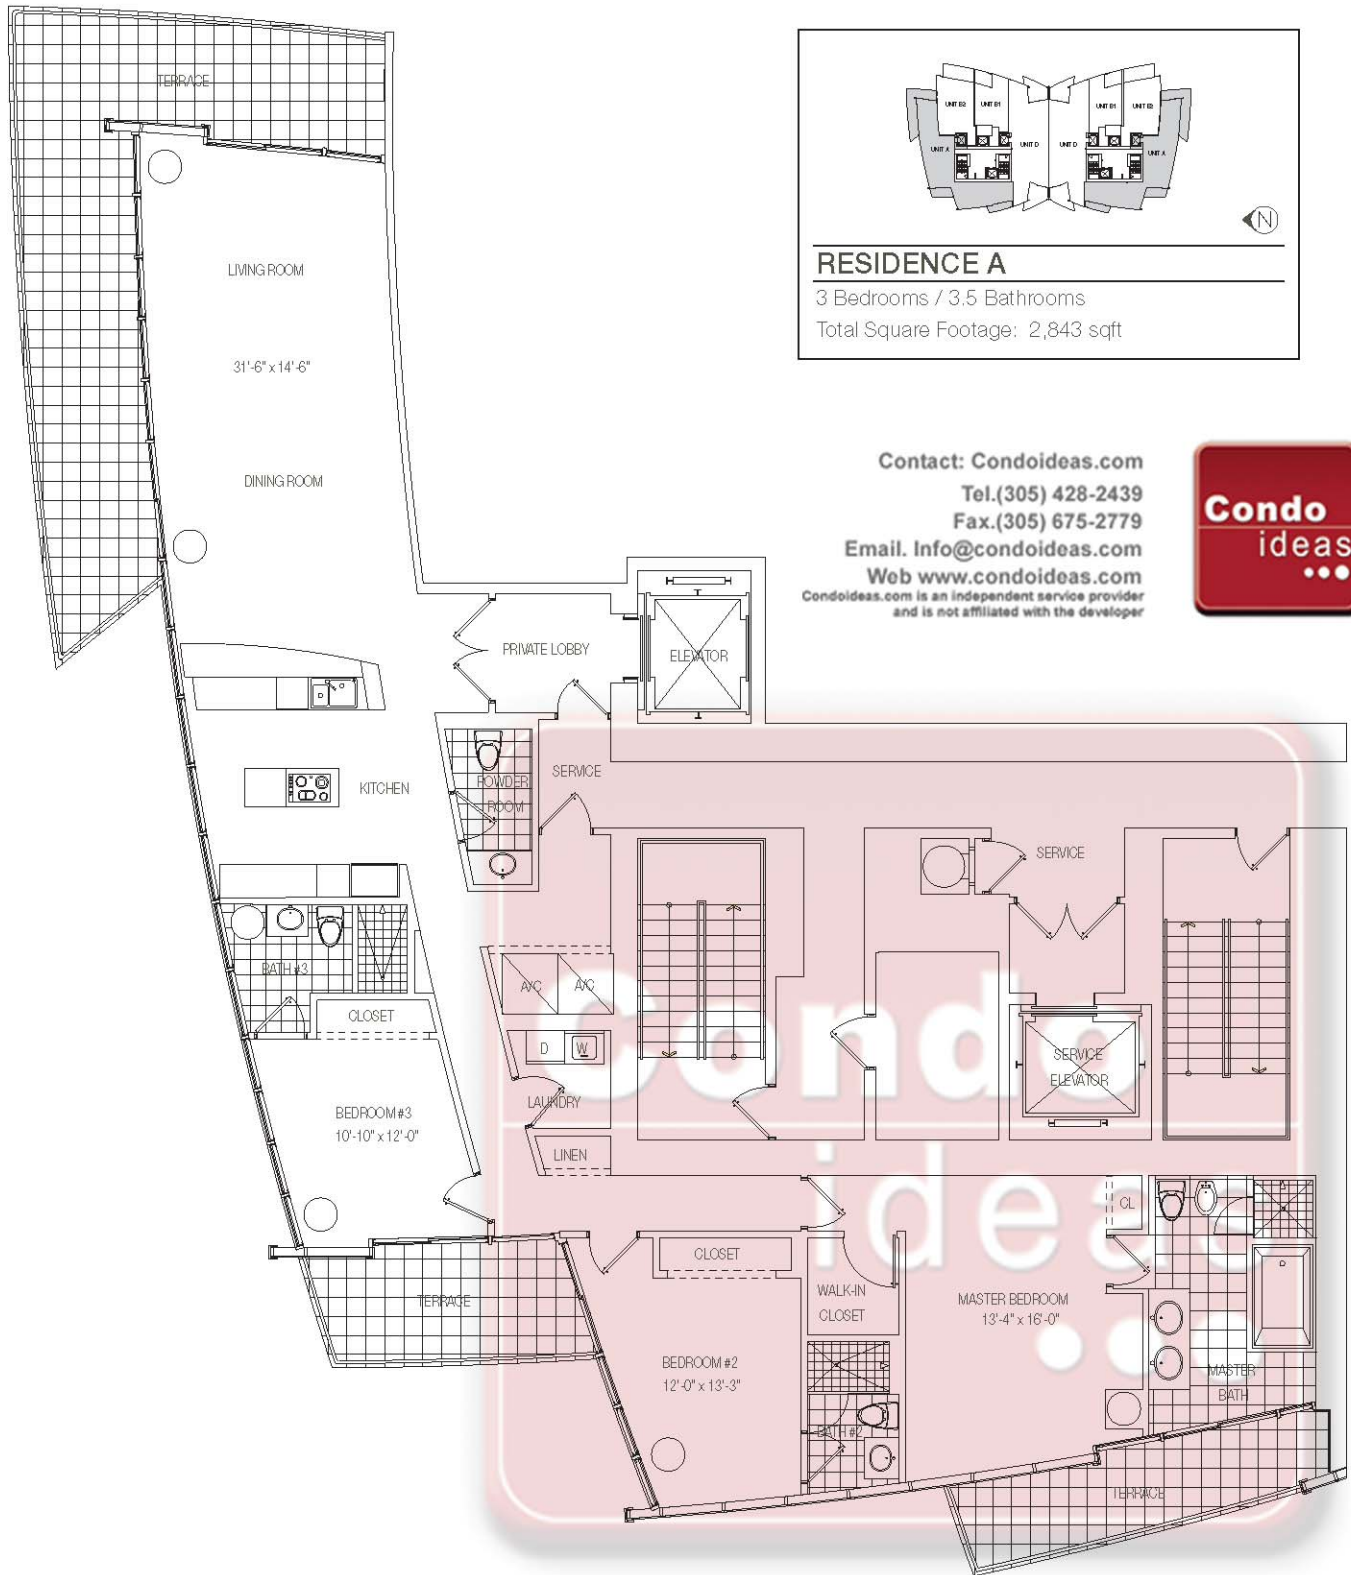 TERRACE
UNIT B2
UNIT B1
UNIT B1
UNIT B2
UNIT A
UNIT D
UNIT D
UNIT A
N
RESIDENCE A
3 Bedrooms / 3.5 Bathrooms
Total Square Footage: 2,843 sqft
LIVING ROOM
31'-6" x 14'-6"
DINING ROOM
Contact: Condoideas.com
Tel.(305) 428-2439
Fax.(305) 675-2779
Email. Info@condoideas.com
Web www.condoideas.com
Condoideas.com is an independent service provider
and is not affiliated with the developer
Condo
ideas
PRIVATE LOBBY
ELEVATOR
KITCHEN
POWDER
ROOM
SERVICE
SERVICE
BATH #3
CLOSET
A/C
A/C
D
W
LAUNDRY
LINEN
SERVICE
ELEVATOR
Condo
ideas
BEDROOM #3
10'-10" x 12'-0"
TERRACE
CLOSET
WALK-IN
CLOSET
CL
MASTER BEDROOM
13'-4" x 16'-0"
BEDROOM #2
12'-0" x 13'-3"
BATH #2
MASTER
BATH
TERRACE